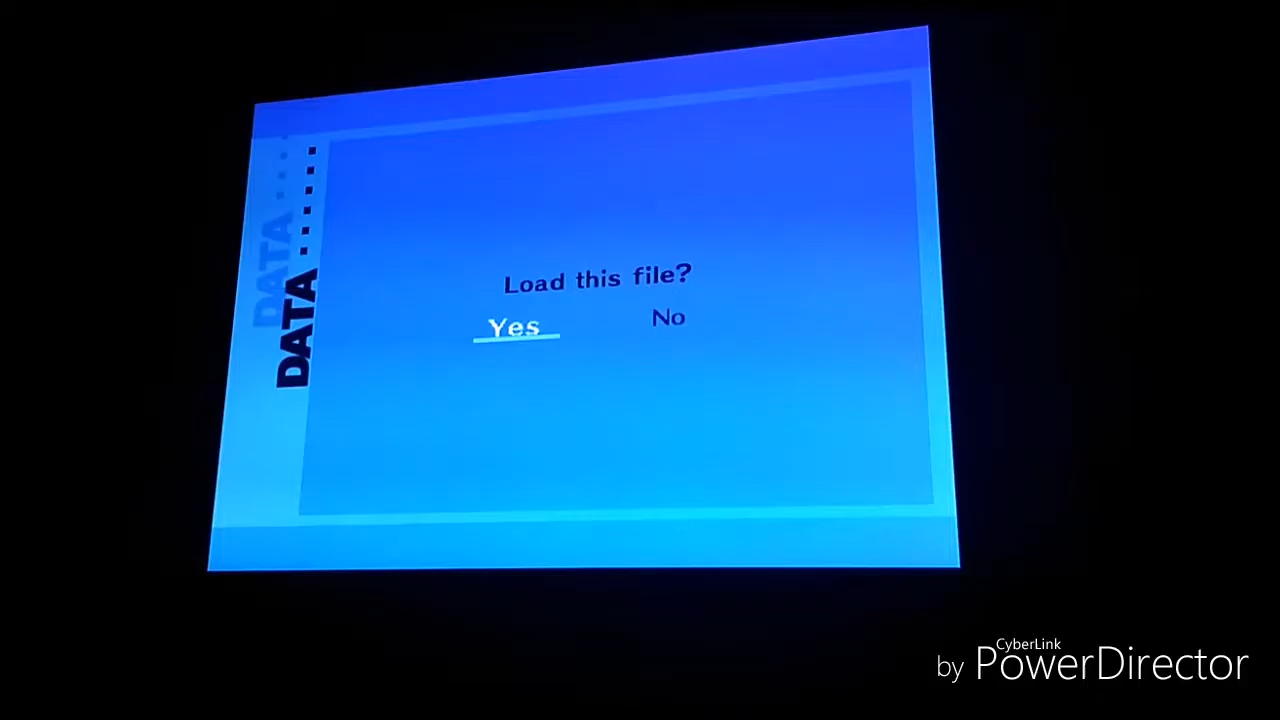 DATA ......
DATA ....
Load this file?
Yes No
CyberLink
by PowerDirector